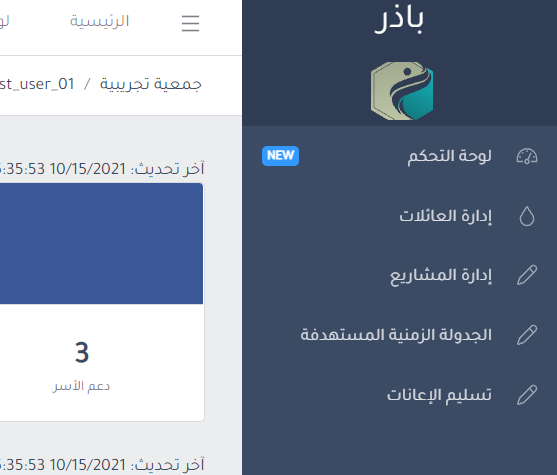 باذر
لوحة التحكم NEW
إدارة العائلات
إدارة المشاريع
الجدولة الزمنية المستهدفة
تسليم الإعانات
الرئيسية
جمعية تجريبية / st_user_01
آخر تحديث: 10/15/2021 :35:53
3
دعم الأسر
آخر تحديث: 10/15/2021 :35:53